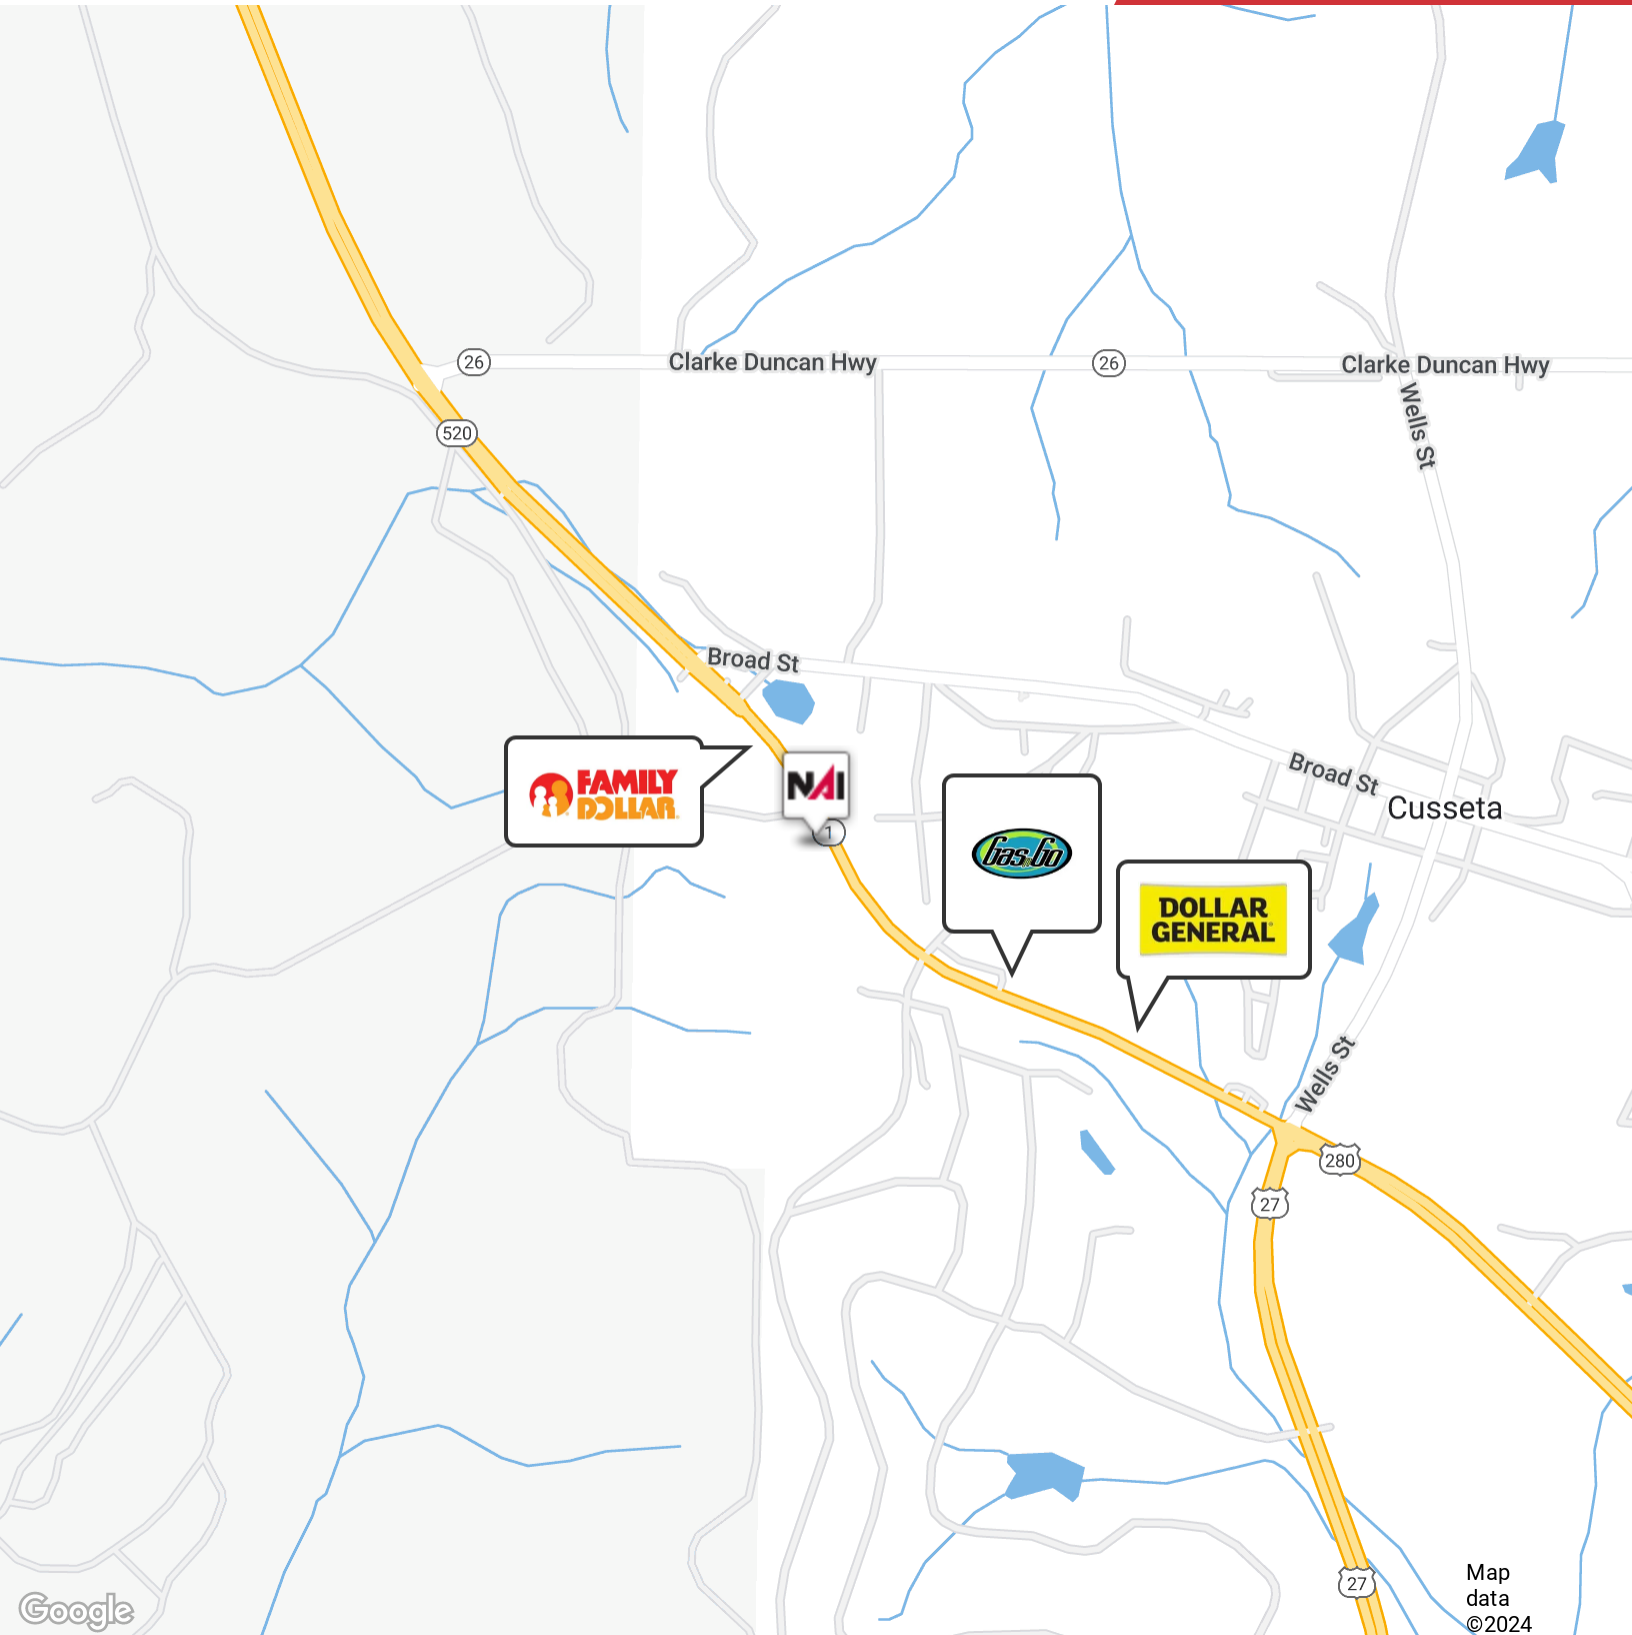 26
Clarke Duncan Hwy
26
Clarke Duncan Hwy
Wells St
520
Broad St
FAMILY
DOLLAR
NAI
1
Gas n Go
Broad St
Cusseta
DOLLAR
GENERAL
Wells St
280
27
27
Google
Map
data
©2024